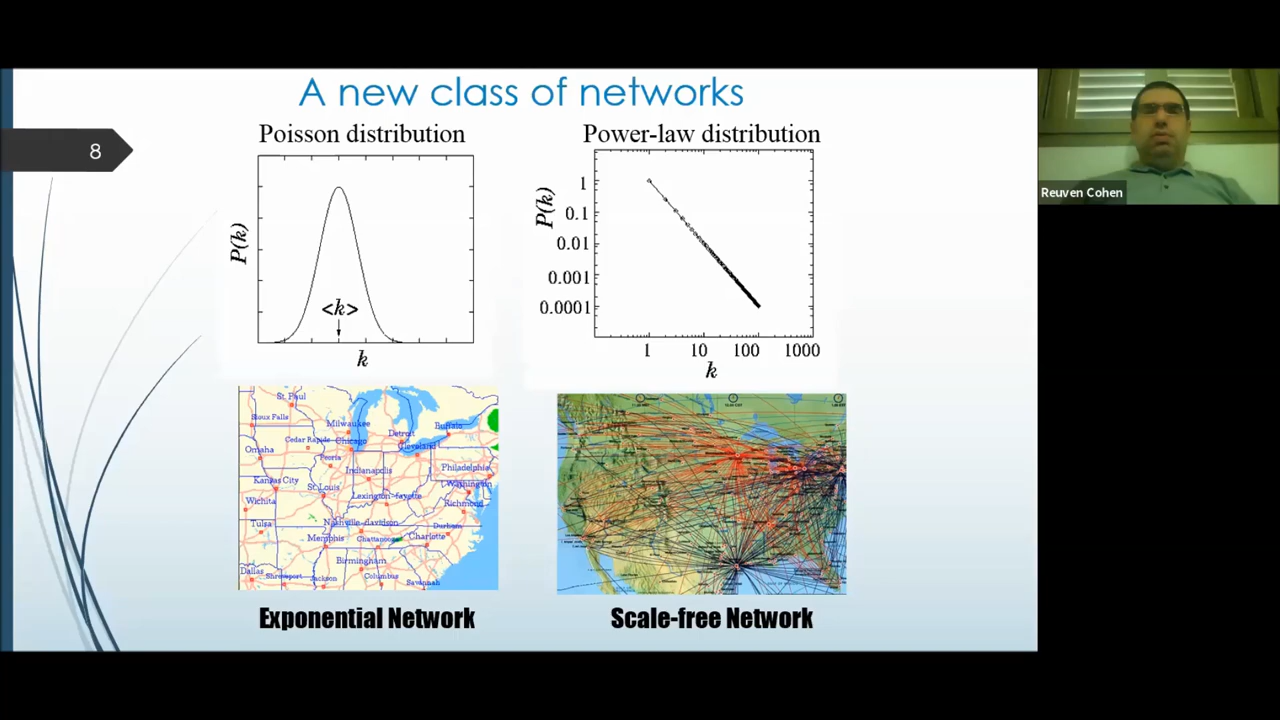 A new class of networks
8
Poisson distribution
P(k)
<k>
k
Power-law distribution
P(k)
1
0.1
0.01
0.001
0.0001
1 10 100 1000
k
St. Paul
Sioux Falls
Milwaukee
Buffalo
Detroit
Cedar Rapids
Chicago
Cleveland
Omaha
Peoria
Indianapolis
Philadelphia
Kansas City
St. Louis
Washington
Wichita
Lexington-fayette
Richmond
Tulsa
Nashville-davidson
Durham
Memphis
Chattanooga
Charlotte
Birmingham
Dallas
Shreveport
Jackson
Columbus
Savannah
Exponential Network
Scale-free Network
Reuven Cohen